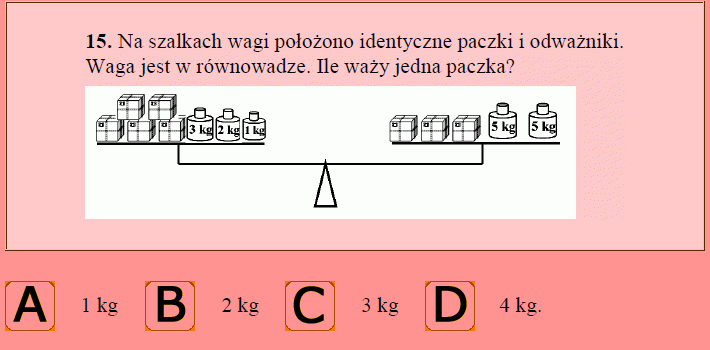 15. Na szalkach wagi położono identyczne paczki i odważniki.
Waga jest w równowadze. Ile waży jedna paczka?
3 kg 2 kg 1 kg 5 kg 5 kg
A 1 kg B 2 kg C 3 kg D 4 kg.